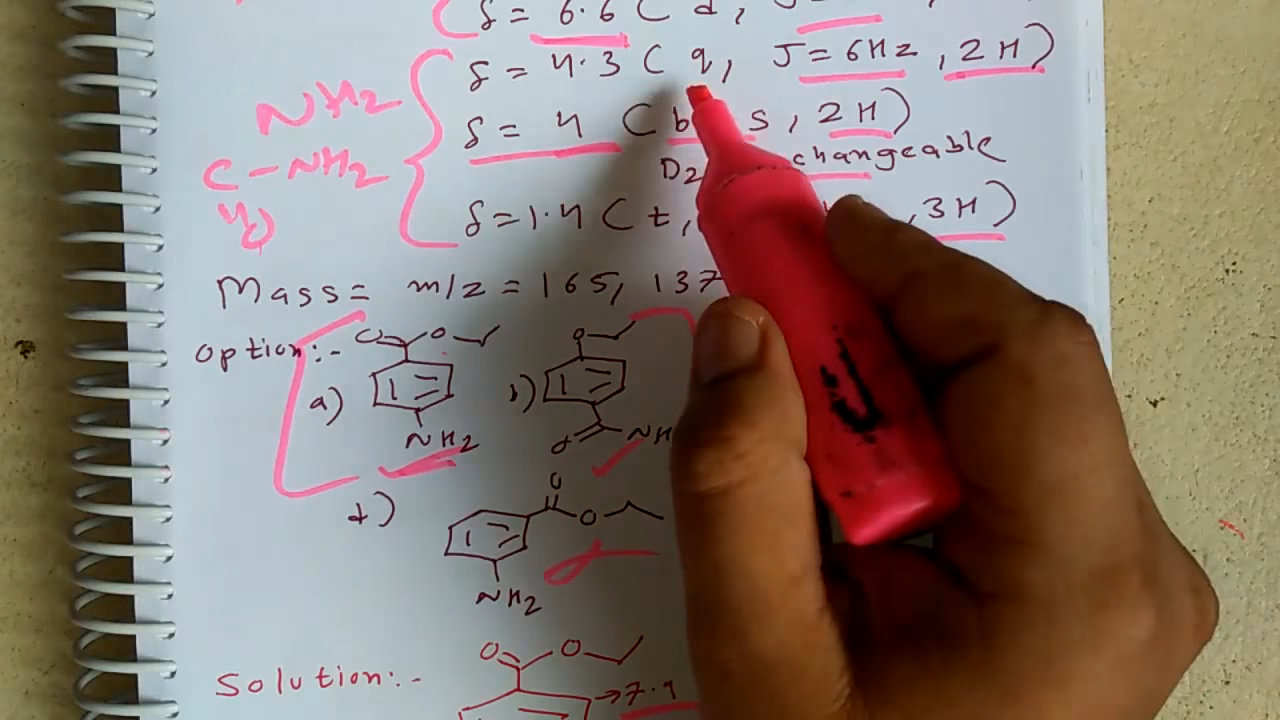 δ = 6.6 ( d,
δ = 4.3 ( q, J = 6Hz, 2H)
NH2
δ = 4 ( b s, 2H)
C-NH2
D2 changeable
δ = 1.4 ( t, , 3H)
Mass = m/z = 165, 137
Option:-
O O
a)
NH2
O
b)
O NH
d)
O
O
NH2
Solution:-
O O
→7.9